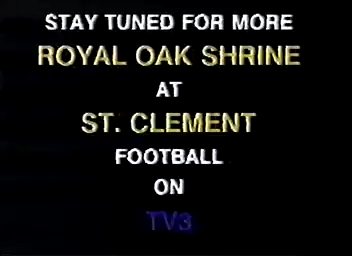 STAY TUNED FOR MORE
ROYAL OAK SHRINE
AT
ST. CLEMENT
FOOTBALL
ON
TV3